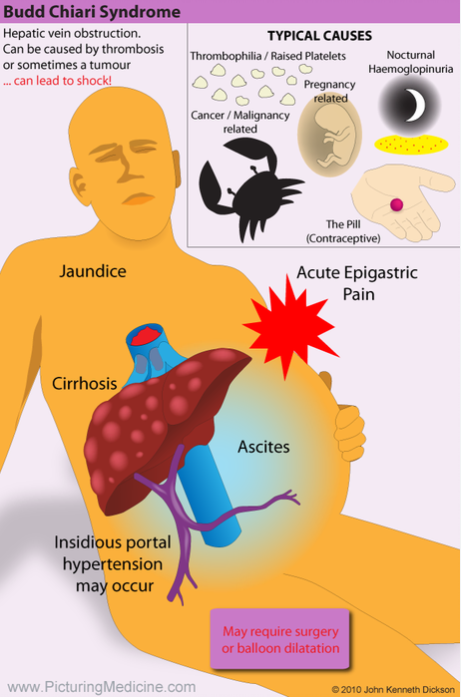 Budd Chiari Syndrome
Hepatic vein obstruction.
Can be caused by thrombosis
or sometimes a tumour
... can lead to shock!
TYPICAL CAUSES
Thrombophilia / Raised Platelets
Nocturnal
Haemoglopinuria
Pregnancy
related
Cancer / Malignancy
related
The Pill
(Contraceptive)
Jaundice
Acute Epigastric
Pain
Cirrhosis
Ascites
Insidious portal
hypertension
may occur
May require surgery
or balloon dilatation
www.PicturingMedicine.com
© 2010 John Kenneth Dickson